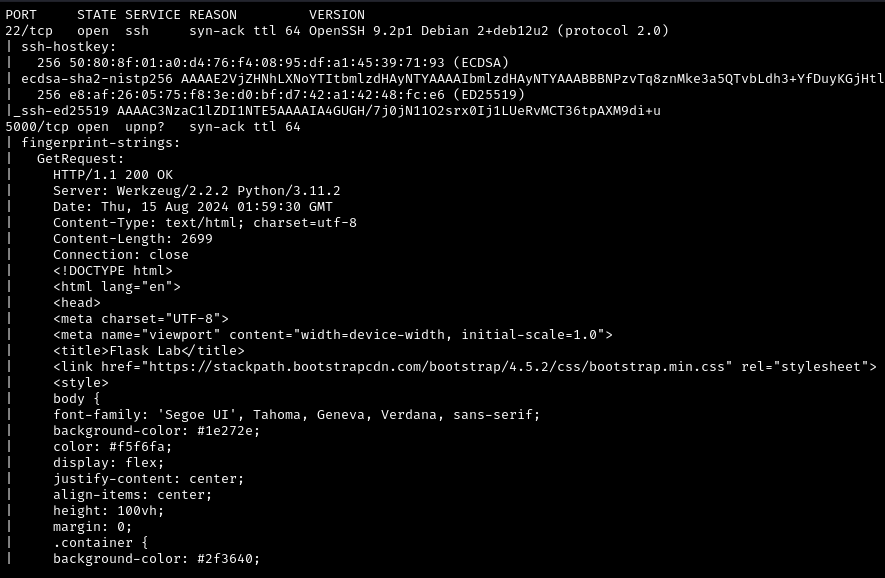 PORT     STATE SERVICE REASON         VERSION
22/tcp   open  ssh     syn-ack ttl 64 OpenSSH 9.2p1 Debian 2+deb12u2 (protocol 2.0)
| ssh-hostkey:
|   256 50:80:8f:01:a0:d4:76:f4:08:95:df:a1:45:39:71:93 (ECDSA)
| ecdsa-sha2-nistp256 AAAAE2VjZHNhLXNoYTItbmlzdHAyNTYAAAAIbmlzdHAyNTYAAABBBNPzvTq8znMke3a5QTvbLdh3+YfDuyKGjHtl
|   256 e8:af:26:05:75:f8:3e:d0:bf:d7:42:a1:42:48:fc:e6 (ED25519)
|_ssh-ed25519 AAAAC3NzaC1lZDI1NTE5AAAAIA4GUGH/7j0jN11O2srx0Ij1LUeRvMCT36tpAXM9di+u
5000/tcp open  upnp?   syn-ack ttl 64
| fingerprint-strings:
|   GetRequest:
|     HTTP/1.1 200 OK
|     Server: Werkzeug/2.2.2 Python/3.11.2
|     Date: Thu, 15 Aug 2024 01:59:30 GMT
|     Content-Type: text/html; charset=utf-8
|     Content-Length: 2699
|     Connection: close
|     <!DOCTYPE html>
|     <html lang="en">
|     <head>
|     <meta charset="UTF-8">
|     <meta name="viewport" content="width=device-width, initial-scale=1.0">
|     <title>Flask Lab</title>
|     <link href="https://stackpath.bootstrapcdn.com/bootstrap/4.5.2/css/bootstrap.min.css" rel="stylesheet">
|     <style>
|     body {
|     font-family: 'Segoe UI', Tahoma, Geneva, Verdana, sans-serif;
|     background-color: #1e272e;
|     color: #f5f6fa;
|     display: flex;
|     justify-content: center;
|     align-items: center;
|     height: 100vh;
|     margin: 0;
|     .container {
|     background-color: #2f3640;